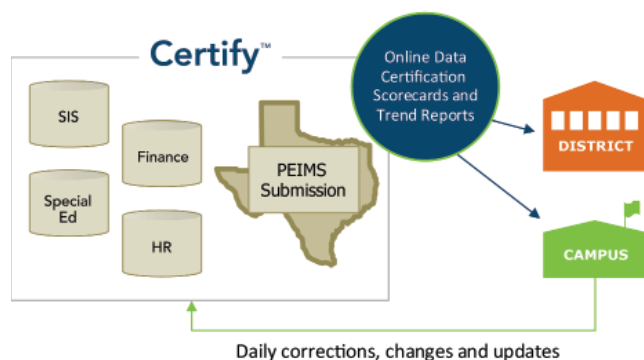 Certify™
Online Data
Certification
Scorecards and
Trend Reports
SIS
Finance
Special
Ed
HR
PEIMS
Submission
DISTRICT
CAMPUS
Daily corrections, changes and updates